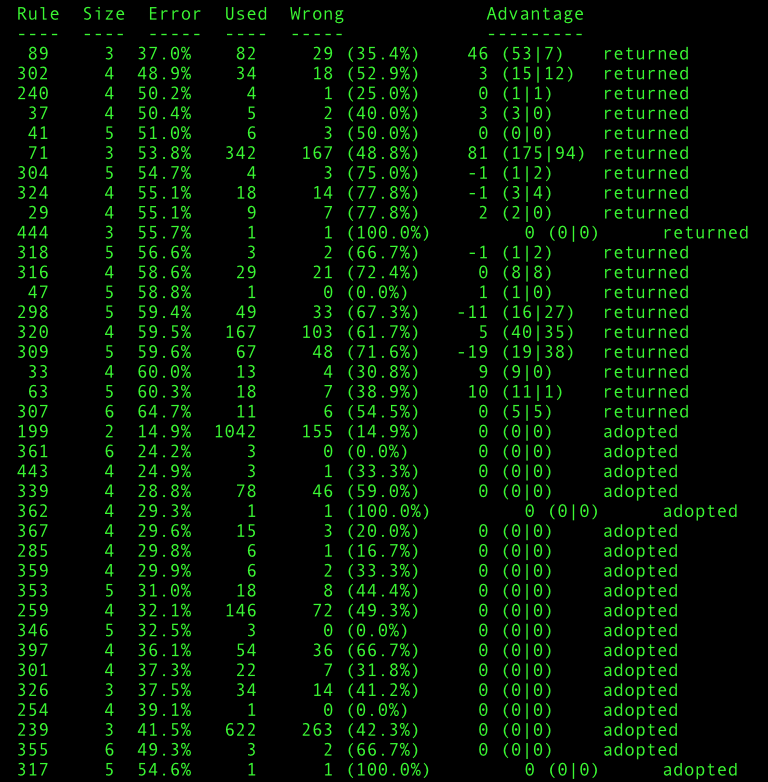 Rule Size Error Used Wrong Advantage
---- ---- ----- ---- ----- ---------
89 3 37.0% 82 29 (35.4%) 46 (53|7) returned
302 4 48.9% 34 18 (52.9%) 3 (15|12) returned
240 4 50.2% 4 1 (25.0%) 0 (1|1) returned
37 4 50.4% 5 2 (40.0%) 3 (3|0) returned
41 5 51.0% 6 3 (50.0%) 0 (0|0) returned
71 3 53.8% 342 167 (48.8%) 81 (175|94) returned
304 5 54.7% 4 3 (75.0%) -1 (1|2) returned
324 4 55.1% 18 14 (77.8%) -1 (3|4) returned
29 4 55.1% 9 7 (77.8%) 2 (2|0) returned
444 3 55.7% 1 1 (100.0%) 0 (0|0) returned
318 5 56.6% 3 2 (66.7%) -1 (1|2) returned
316 4 58.6% 29 21 (72.4%) 0 (8|8) returned
47 5 58.8% 1 0 (0.0%) 1 (1|0) returned
298 5 59.4% 49 33 (67.3%) -11 (16|27) returned
320 4 59.5% 167 103 (61.7%) 5 (40|35) returned
309 5 59.6% 67 48 (71.6%) -19 (19|38) returned
33 4 60.0% 13 4 (30.8%) 9 (9|0) returned
63 5 60.3% 18 7 (38.9%) 10 (11|1) returned
307 6 64.7% 11 6 (54.5%) 0 (5|5) returned
199 2 14.9% 1042 155 (14.9%) 0 (0|0) adopted
361 6 24.2% 3 0 (0.0%) 0 (0|0) adopted
443 4 24.9% 3 1 (33.3%) 0 (0|0) adopted
339 4 28.8% 78 46 (59.0%) 0 (0|0) adopted
362 4 29.3% 1 1 (100.0%) 0 (0|0) adopted
367 4 29.6% 15 3 (20.0%) 0 (0|0) adopted
285 4 29.8% 6 1 (16.7%) 0 (0|0) adopted
359 4 29.9% 6 2 (33.3%) 0 (0|0) adopted
353 5 31.0% 18 8 (44.4%) 0 (0|0) adopted
259 4 32.1% 146 72 (49.3%) 0 (0|0) adopted
346 5 32.5% 3 0 (0.0%) 0 (0|0) adopted
397 4 36.1% 54 36 (66.7%) 0 (0|0) adopted
301 4 37.3% 22 7 (31.8%) 0 (0|0) adopted
326 3 37.5% 34 14 (41.2%) 0 (0|0) adopted
254 4 39.1% 1 0 (0.0%) 0 (0|0) adopted
239 3 41.5% 622 263 (42.3%) 0 (0|0) adopted
355 6 49.3% 3 2 (66.7%) 0 (0|0) adopted
317 5 54.6% 1 1 (100.0%) 0 (0|0) adopted